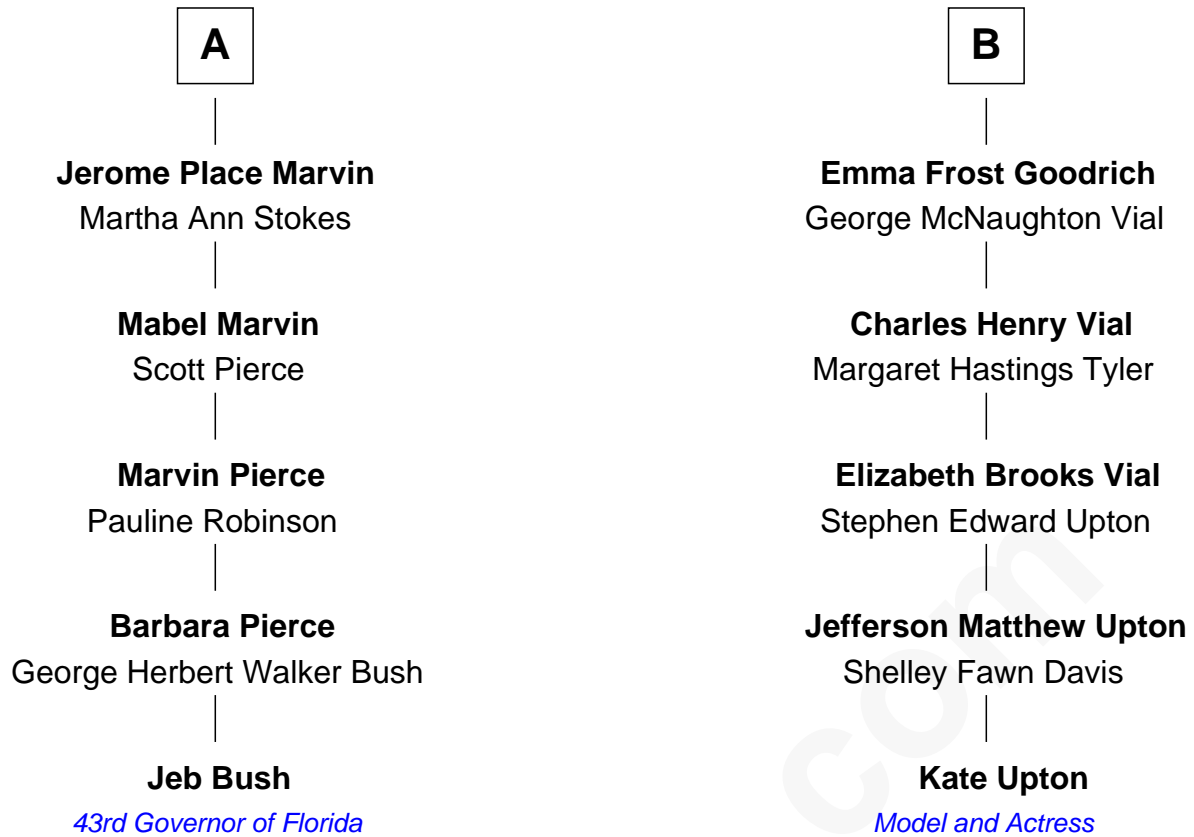 A
Jerome Place Marvin
Martha Ann Stokes
Mabel Marvin
Scott Pierce
Marvin Pierce
Pauline Robinson
Barbara Pierce
George Herbert Walker Bush
Jeb Bush
43rd Governor of Florida
B
Emma Frost Goodrich
George McNaughton Vial
Charles Henry Vial
Margaret Hastings Tyler
Elizabeth Brooks Vial
Stephen Edward Upton
Jefferson Matthew Upton
Shelley Fawn Davis
Kate Upton
Model and Actress
com